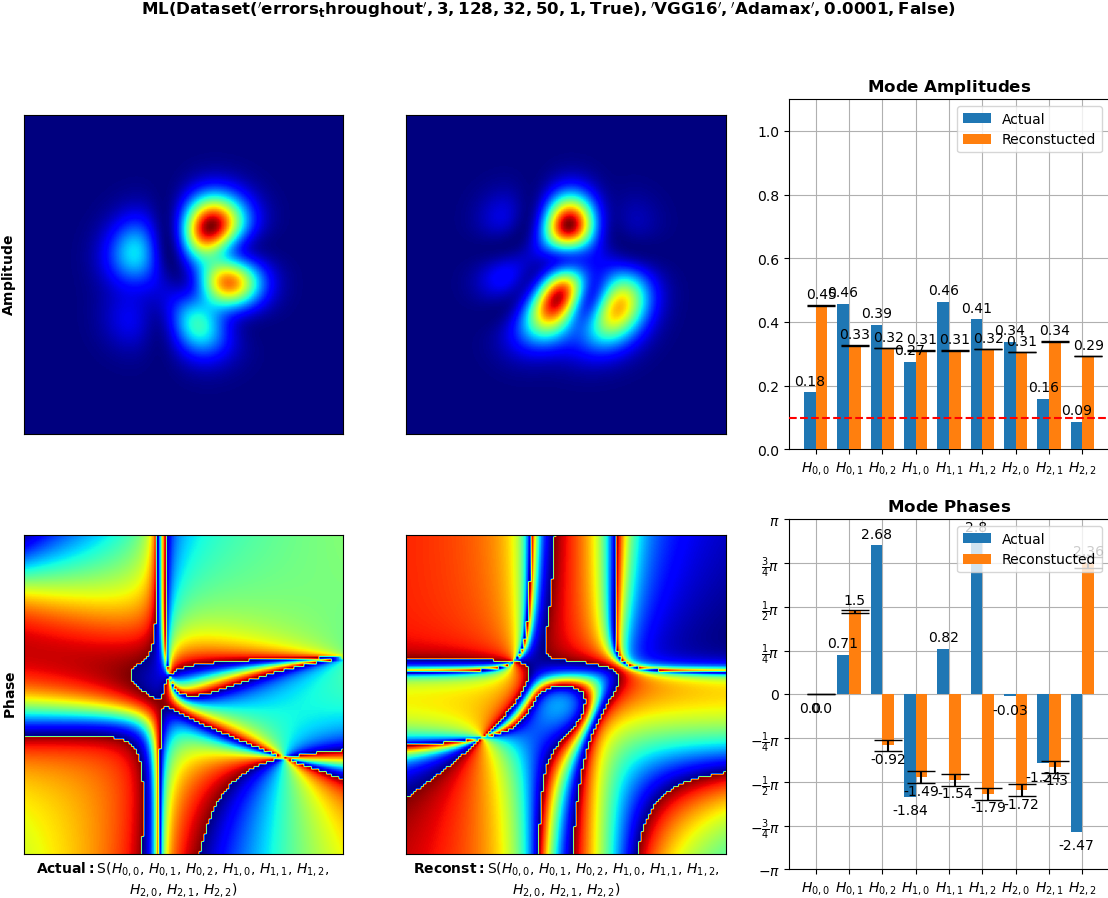 ML(Dataset('errors_throughout', 3, 128, 32, 50, 1, True), 'VGG16', 'Adamax', 0.0001, False)
Amplitude
Mode Amplitudes
Actual
Reconstucted
1.0
0.8
0.6
0.4
0.2
0.0
0.18 0.46 0.39 0.27 0.46 0.41 0.34 0.16 0.09
0.45 0.33 0.32 0.31 0.31 0.32 0.31 0.34 0.29
H0,0 H0,1 H0,2 H1,0 H1,1 H1,2 H2,0 H2,1 H2,2
Phase
Mode Phases
Actual
Reconstucted
π
3/4π
1/2π
1/4π
0
−1/4π
−1/2π
−3/4π
−π
0.0 0.71 2.68 -1.84 0.82 2.8 -0.03 -1.24 -2.47
0.0 1.5 -0.92 -1.49 -1.54 -1.79 -1.72 -1.3 2.36
H0,0 H0,1 H0,2 H1,0 H1,1 H1,2 H2,0 H2,1 H2,2
Actual: S(H0,0, H0,1, H0,2, H1,0, H1,1, H1,2,
H2,0, H2,1, H2,2)
Reconst: S(H0,0, H0,1, H0,2, H1,0, H1,1, H1,2,
H2,0, H2,1, H2,2)